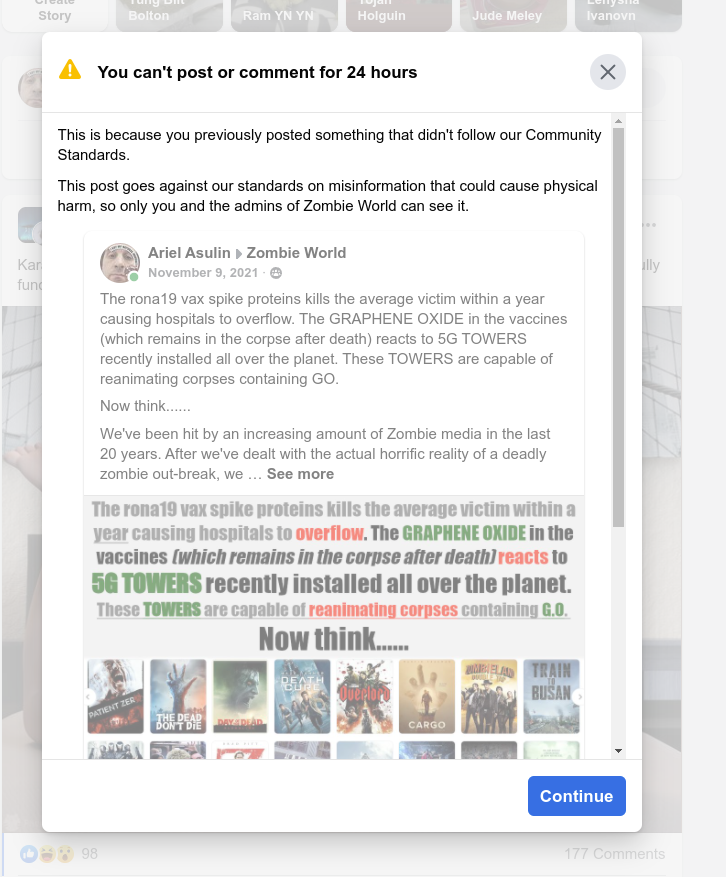 Create
Story
Bolton
Ram YN YN
Holguin
Jude Meley
Ivanovn
You can't post or comment for 24 hours
This is because you previously posted something that didn't follow our Community
Standards.
This post goes against our standards on misinformation that could cause physical
harm, so only you and the admins of Zombie World can see it.
Ariel Asulin Zombie World
November 9, 2021 ·
The rona19 vax spike proteins kills the average victim within a year
causing hospitals to overflow. The GRAPHENE OXIDE in the vaccines
(which remains in the corpse after death) reacts to 5G TOWERS
recently installed all over the planet. These TOWERS are capable of
reanimating corpses containing GO.
Now think......
We've been hit by an increasing amount of Zombie media in the last
20 years. After we've dealt with the actual horrific reality of a deadly
zombie out-break, we … See more
The rona19 vax spike proteins kills the average victim within a
year causing hospitals to overflow. The GRAPHENE OXIDE in the
vaccines (which remains in the corpse after death) reacts to
5G TOWERS recently installed all over the planet.
These TOWERS are capable of reanimating corpses containing G.O.
Now think......
PATIENT ZERO
THE DEAD
DON'T DIE
DAY of the DEAD
DEATH
CURE
Overlord
CARGO
ZOMBIELAND
DOUBLE TAP
TRAIN
TO
BUSAN
Continue
98
177 Comments